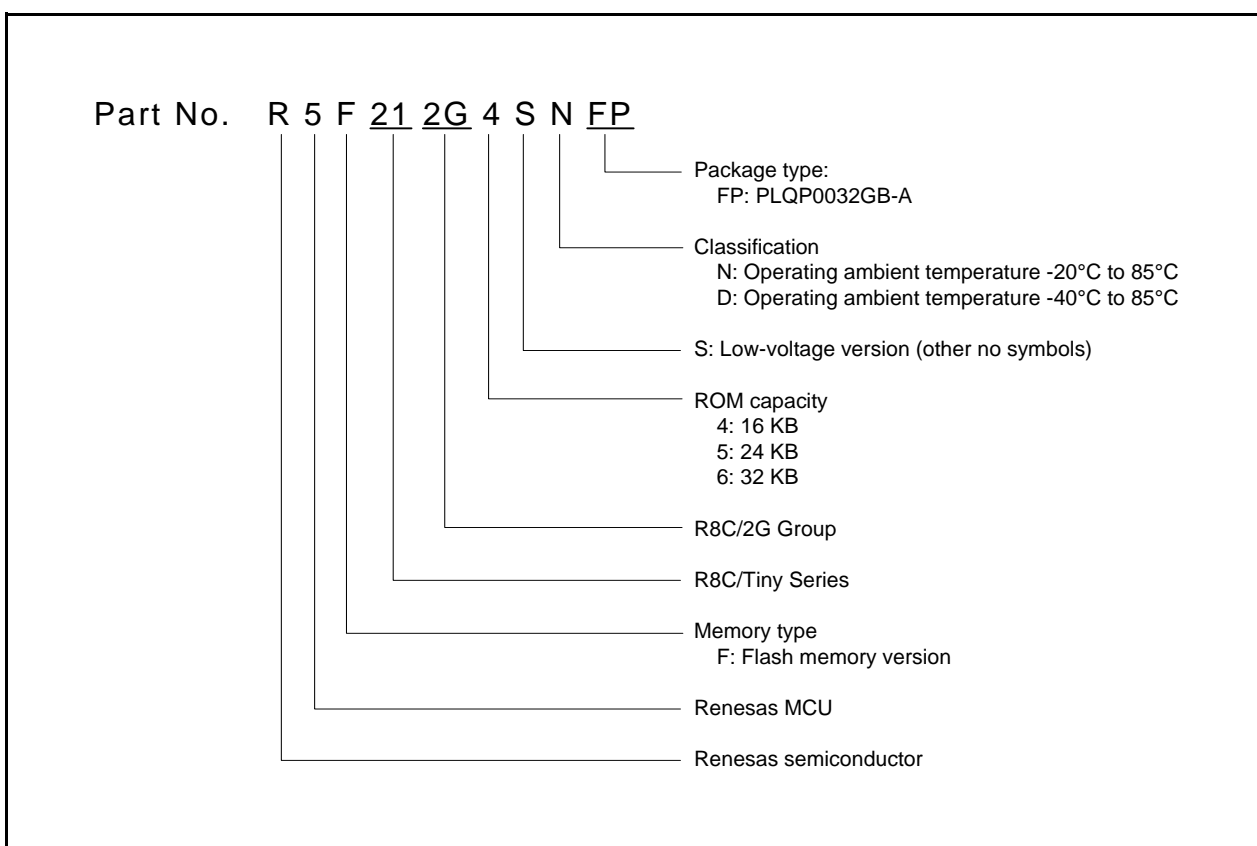 Part No. R 5 F 21 2G 4 S N FP
Package type:
FP: PLQP0032GB-A
Classification
N: Operating ambient temperature -20°C to 85°C
D: Operating ambient temperature -40°C to 85°C
S: Low-voltage version (other no symbols)
ROM capacity
4: 16 KB
5: 24 KB
6: 32 KB
R8C/2G Group
R8C/Tiny Series
Memory type
F: Flash memory version
Renesas MCU
Renesas semiconductor